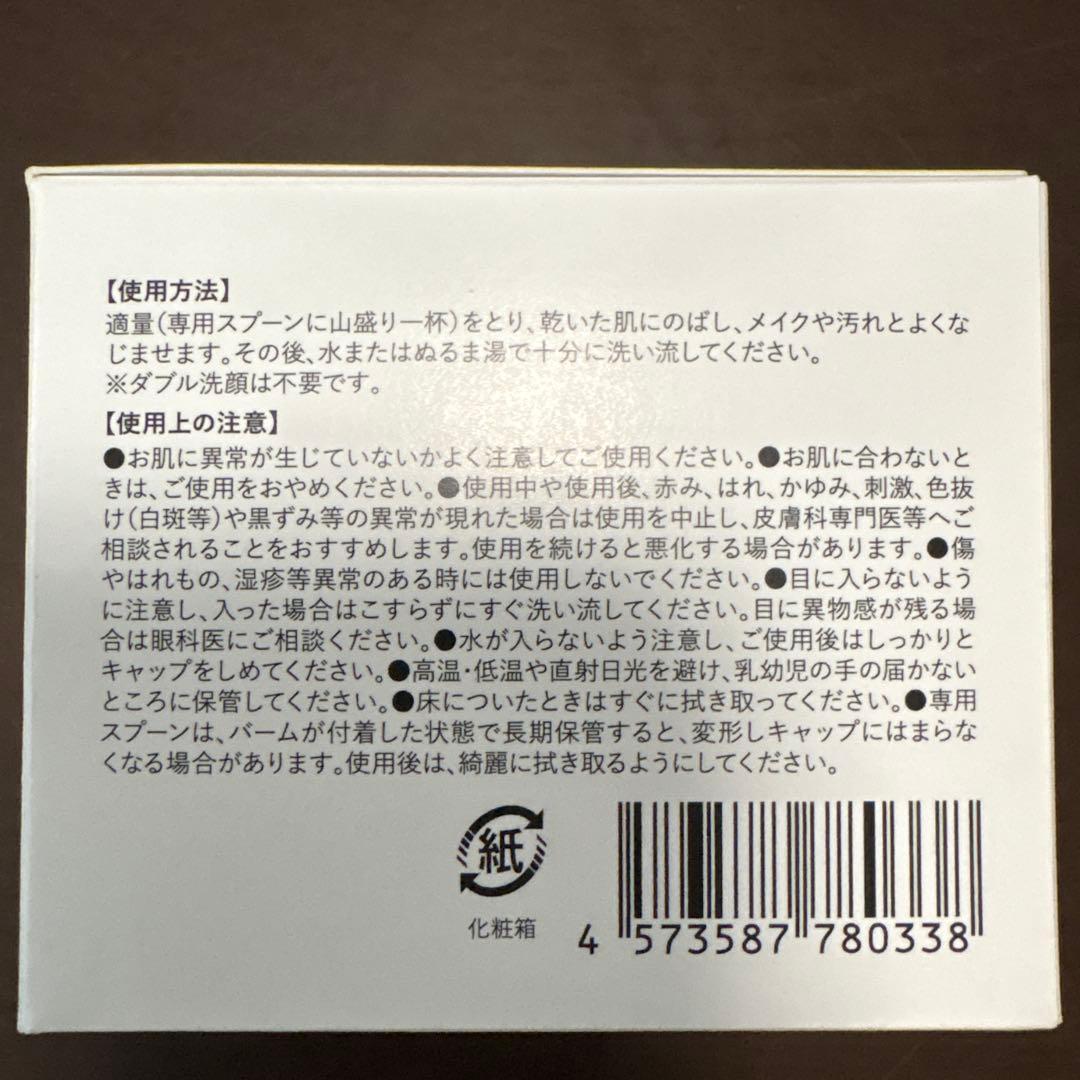 【使用方法】
適量(専用スプーンに山盛り一杯)をとり、乾いた肌にのばし、メイクや汚れとよくな
じませます。その後、水またはぬるま湯で十分に洗い流してください。
※ダブル洗顔は不要です。
【使用上の注意】
●お肌に異常が生じていないかよく注意してご使用ください。●お肌に合わないと
きは、ご使用をおやめください。●使用中や使用後、赤み、はれ、かゆみ、刺激、色抜
け(白斑等)や黒ずみ等の異常が現れた場合は使用を中止し、皮膚科専門医等へご
相談されることをおすすめします。使用を続けると悪化する場合があります。●傷
やはれもの、湿疹等異常のある時には使用しないでください。●目に入らないよう
に注意し、入った場合はこすらずにすぐ洗い流してください。目に異物感が残る場
合は眼科医にご相談ください。●水が入らないよう注意し、ご使用後はしっかりと
キャップをしめてください。●高温・低温や直射日光を避け、乳幼児の手の届かない
ところに保管してください。●床についたときはすぐに拭き取ってください。●専用
スプーンは、バームが付着した状態で長期保管すると、変形しキャップにはまらな
くなる場合があります。使用後は、綺麗に拭き取るようにしてください。
紙
化粧箱
4 573587 780338